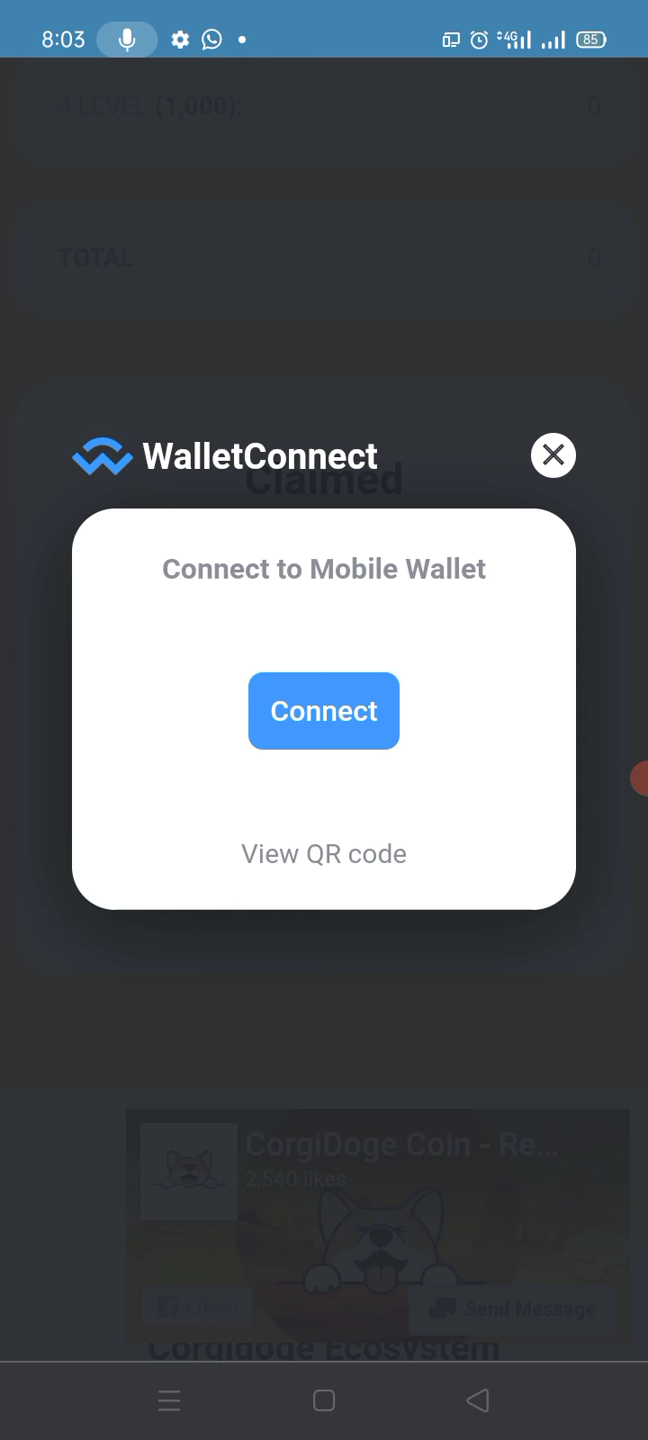 8:03
4G
85
4 LEVEL (1,000)
0
TOTAL
0
WalletConnect
Claimed
Connect to Mobile Wallet
Connect
View QR code
CorgiDoge Coin - Re...
2,540 likes
Liked
Send Message
Corgidoge Ecosystem